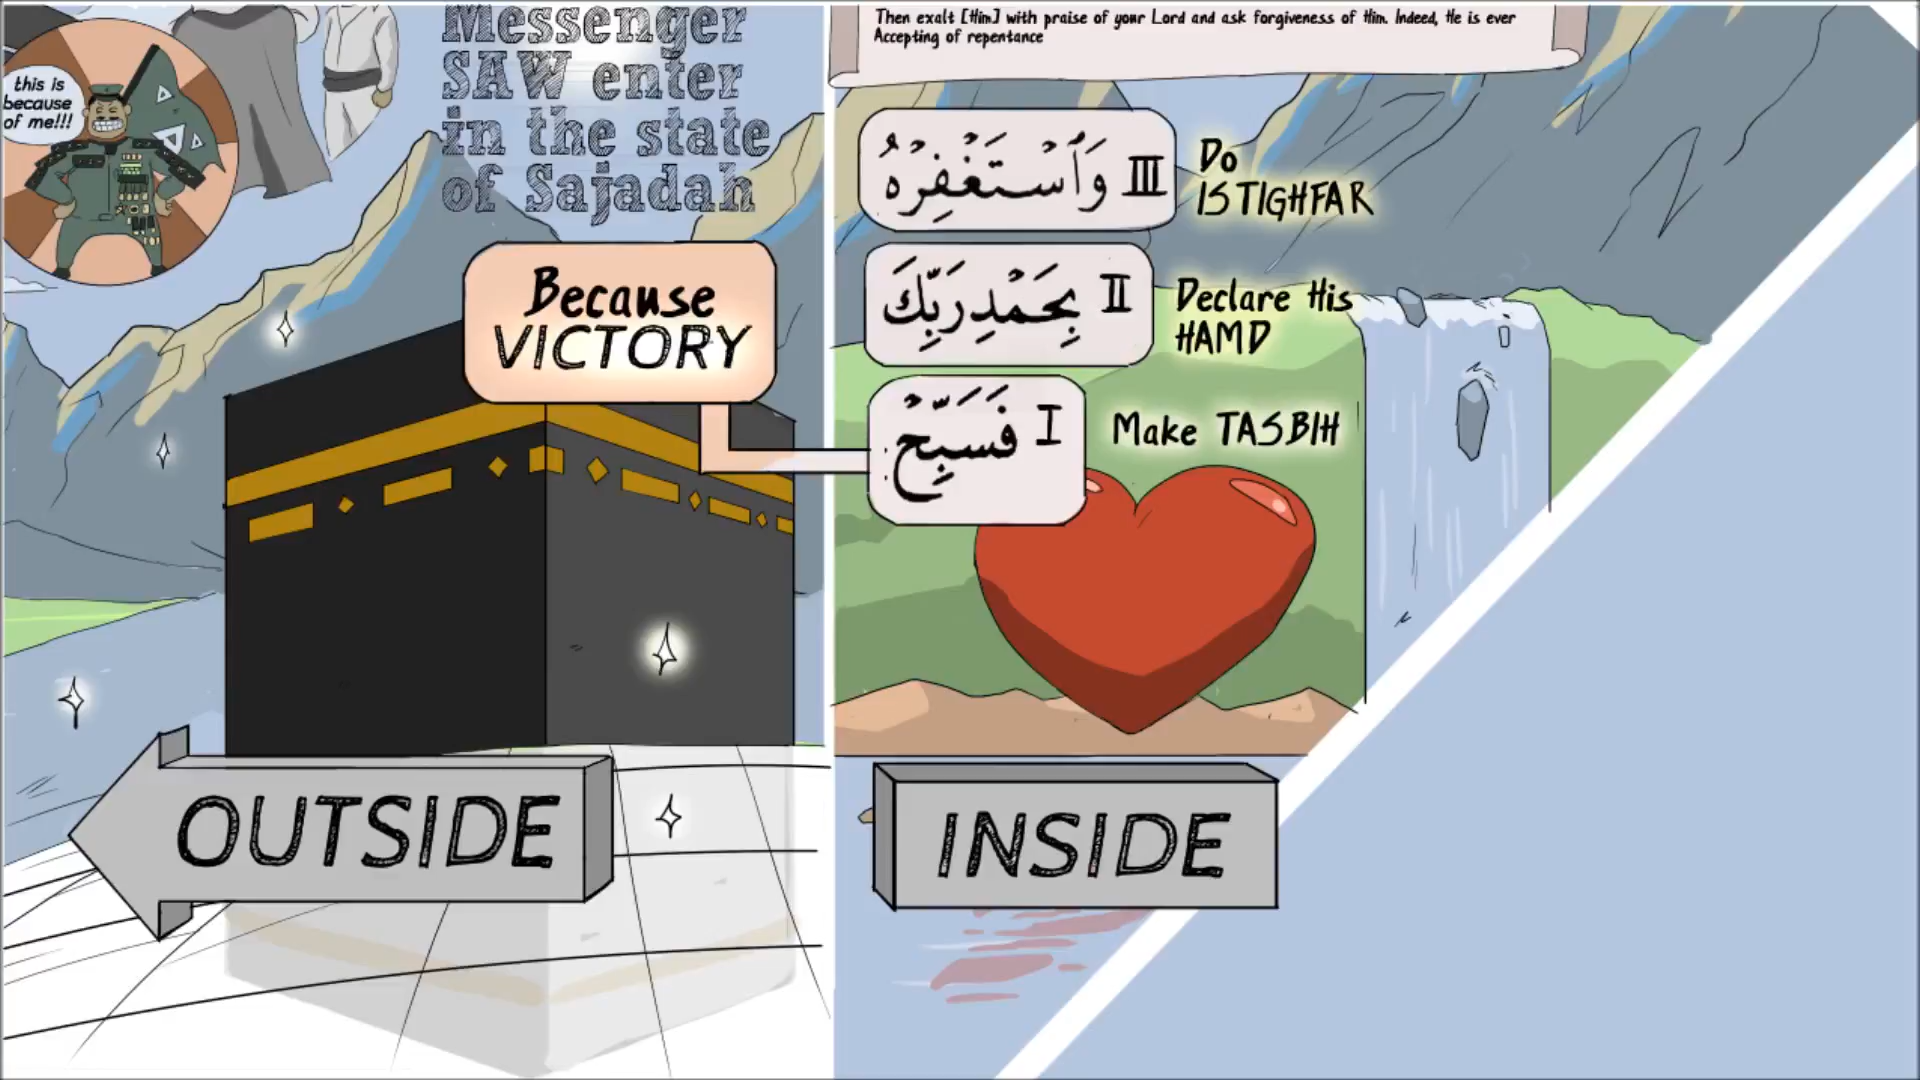 this is
because
of me!!!
Messenger
SAW enter
in the state
of Sajadah
Because
VICTORY
OUTSIDE
Then exalt [Him] with praise of your Lord and ask forgiveness of Him. Indeed, He is ever
Accepting of repentance
وَٱسۡتَغۡفِرۡهُ III
Do
ISTIGHFAR
بِحَمۡدِ رَبِّكَ II
Declare His
HAMD
فَسَبِّحۡ I
Make TASBIH
INSIDE